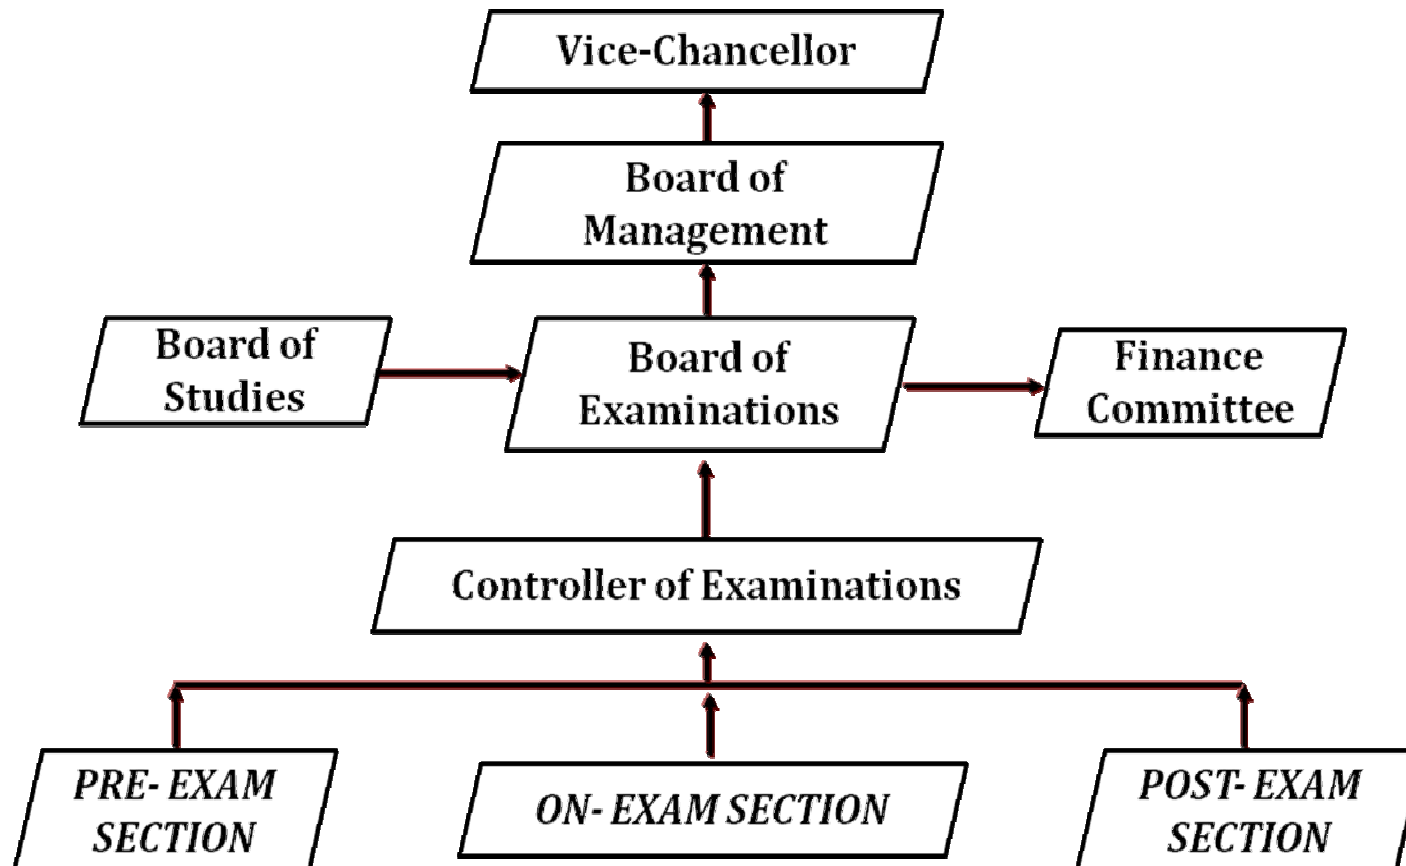 Vice-Chancellor
Board of
Management
Board of
Studies
Board of
Examinations
Finance
Committee
Controller of Examinations
PRE- EXAM
SECTION
ON- EXAM SECTION
POST- EXAM
SECTION